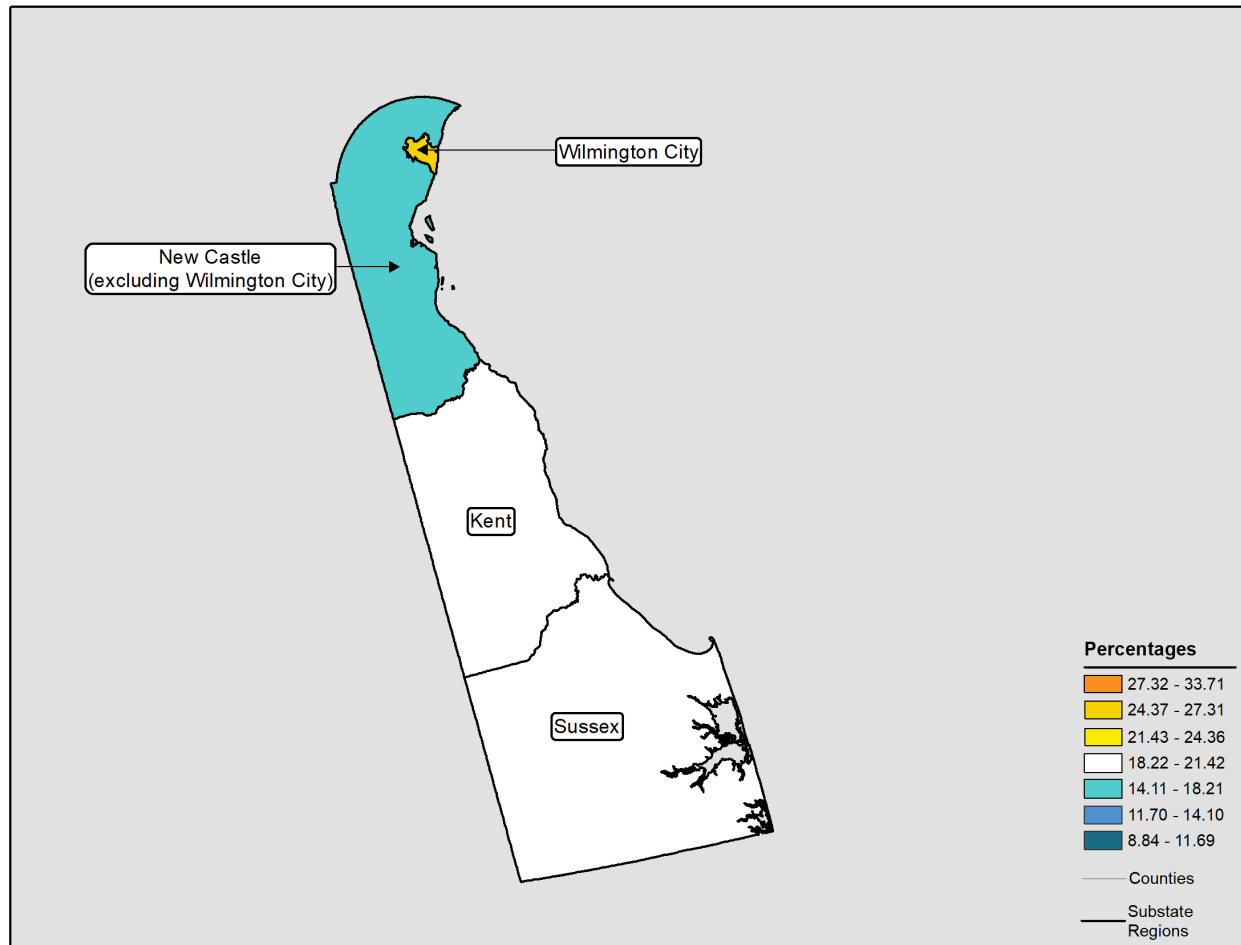 Wilmington City
New Castle
(excluding Wilmington City)
Kent
Sussex
Percentages
27.32 - 33.71
24.37 - 27.31
21.43 - 24.36
18.22 - 21.42
14.11 - 18.21
11.70 - 14.10
8.84 - 11.69
Counties
Substate
Regions